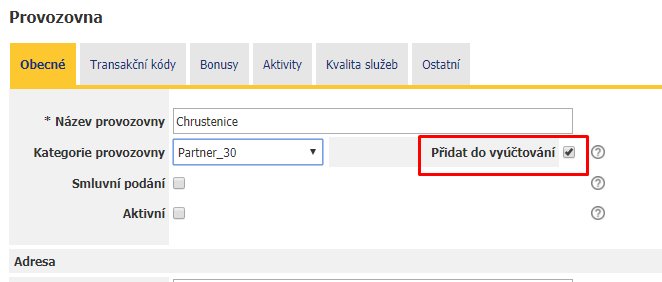 Provozovna
Obecné Transakční kódy Bonusy Aktivity Kvalita služeb Ostatní
* Název provozovny Chrustenice
Kategorie provozovny Partner_30 Přidat do vyúčtování ?
Smluvní podání ?
Aktivní ?
Adresa